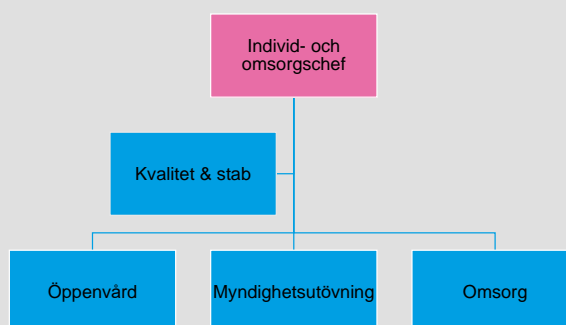 Individ- och
omsorgschef
Kvalitet & stab
Öppenvård
Myndighetsutövning
Omsorg